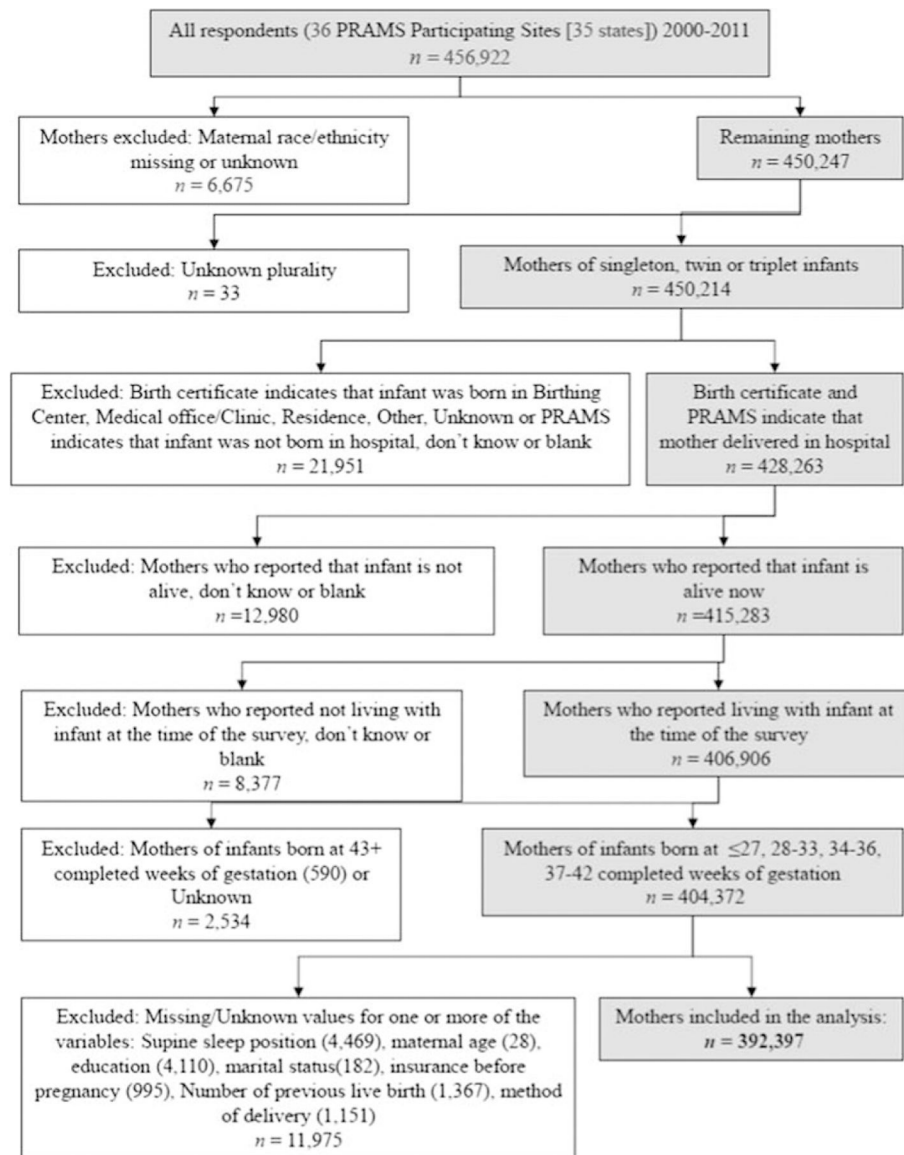 All respondents (36 PRAMS Participating Sites [35 states]) 2000-2011
n = 456,922
Mothers excluded: Maternal race/ethnicity
missing or unknown
n = 6,675
Remaining mothers
n = 450,247
Excluded: Unknown plurality
n = 33
Mothers of singleton, twin or triplet infants
n = 450,214
Excluded: Birth certificate indicates that infant was born in Birthing
Center, Medical office/Clinic, Residence, Other, Unknown or PRAMS
indicates that infant was not born in hospital, don't know or blank
n = 21,951
Birth certificate and
PRAMS indicate that
mother delivered in hospital
n = 428,263
Excluded: Mothers who reported that infant is not
alive, don't know or blank
n =12,980
Mothers who reported that infant is
alive now
n =415,283
Excluded: Mothers who reported not living with
infant at the time of the survey, don't know or
blank
n = 8,377
Mothers who reported living with infant at
the time of the survey
n = 406,906
Excluded: Mothers of infants born at 43+
completed weeks of gestation (590) or
Unknown
n = 2,534
Mothers of infants born at ≤27, 28-33, 34-36,
37-42 completed weeks of gestation
n = 404,372
Excluded: Missing/Unknown values for one or more of the
variables: Supine sleep position (4,469), maternal age (28),
education (4,110), marital status(182), insurance before
pregnancy (995), Number of previous live birth (1,367), method
of delivery (1,151)
n = 11,975
Mothers included in the analysis:
n = 392,397